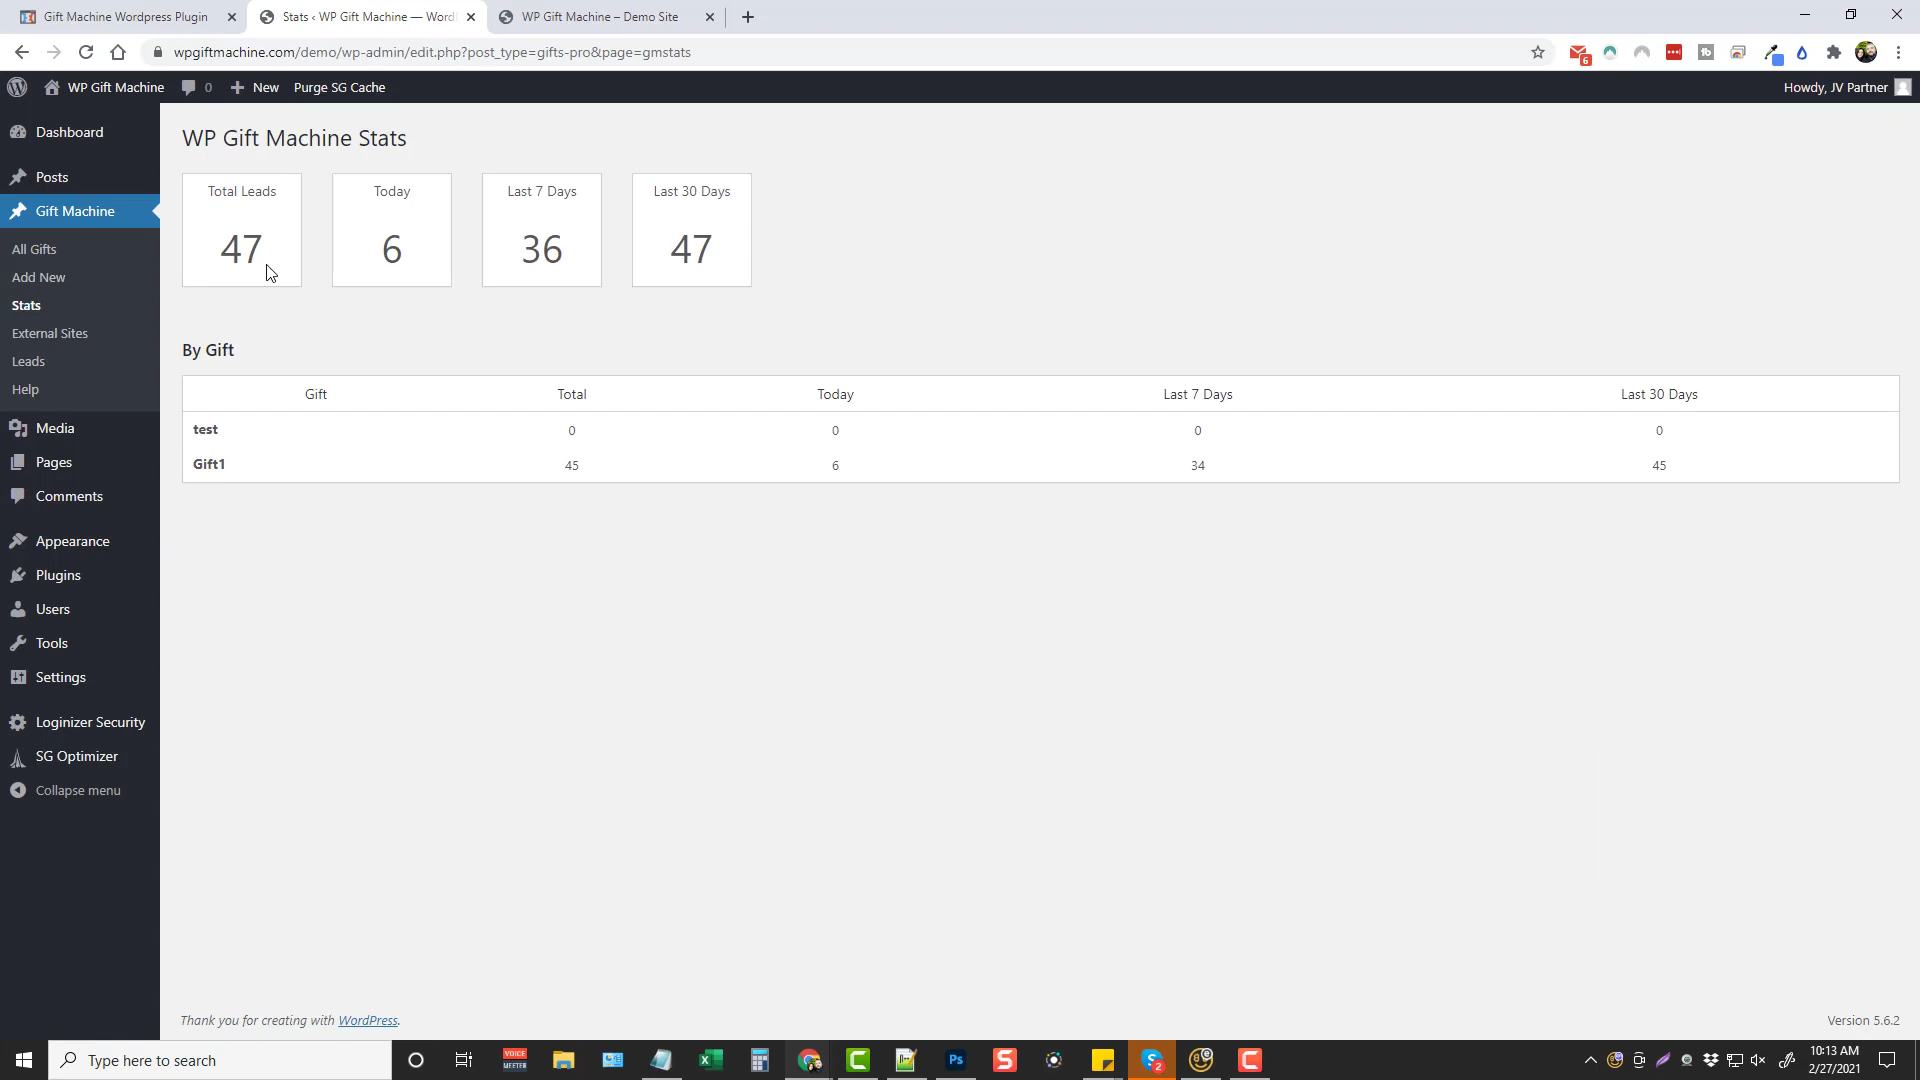 Gift Machine Wordpress Plugin
Stats ‹ WP Gift Machine — Word
WP Gift Machine – Demo Site
wpgiftmachine.com/demo/wp-admin/edit.php?post_type=gifts-pro&page=gmstats
6
WP Gift Machine
0
New
Purge SG Cache
Howdy, JV Partner
Dashboard
Posts
Gift Machine
All Gifts
Add New
Stats
External Sites
Leads
Help
Media
Pages
Comments
Appearance
Plugins
Users
Tools
Settings
Loginizer Security
SG Optimizer
Collapse menu
WP Gift Machine Stats
Total Leads
47
Today
6
Last 7 Days
36
Last 30 Days
47
By Gift
Gift Total Today Last 7 Days Last 30 Days
test 0 0 0 0
Gift1 45 6 34 45
Thank you for creating with WordPress.
Version 5.6.2
Type here to search
VOICE
MEETER
Ps
2
10:13 AM
2/27/2021